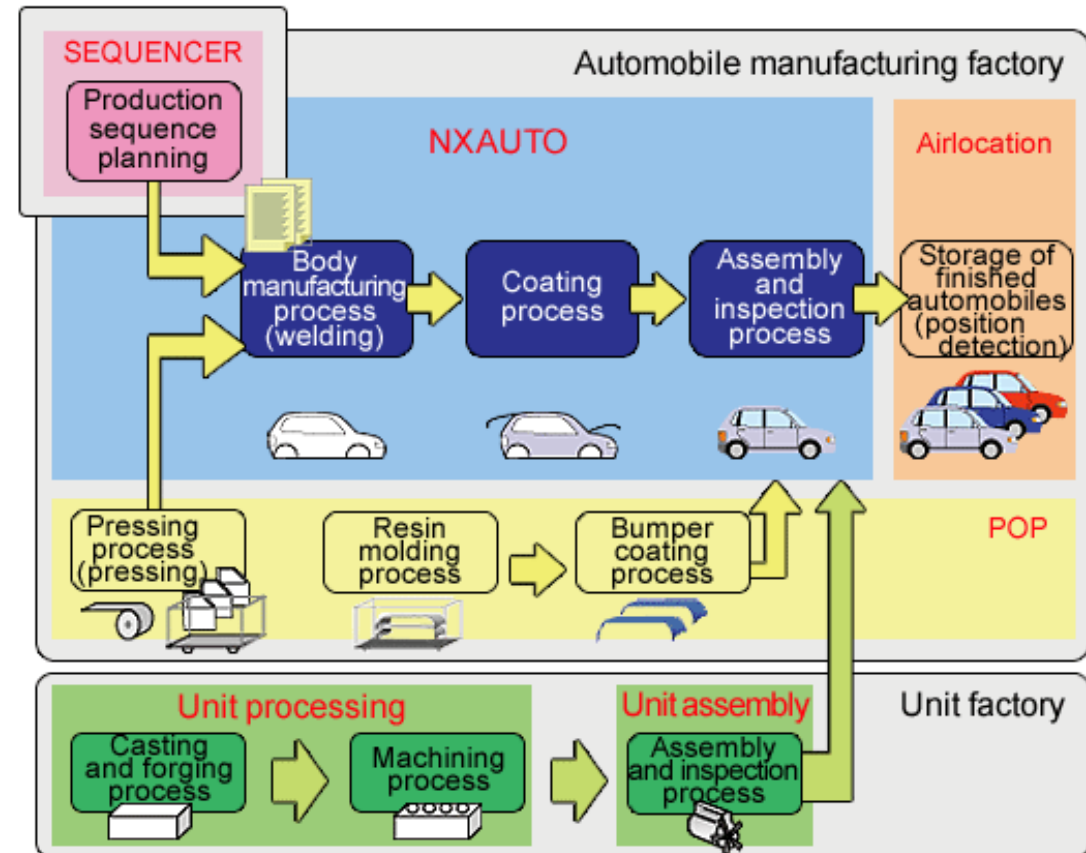 SEQUENCER
Production
sequence
planning
Automobile manufacturing factory
NXAUTO
Airlocation
Body
manufacturing
process
(welding)
Coating
process
Assembly
and
inspection
process
Storage of
finished
automobiles
(position
detection)
POP
Pressing
process
(pressing)
Resin
molding
process
Bumper
coating
process
Unit processing
Unit assembly
Unit factory
Casting
and forging
process
Machining
process
Assembly
and inspection
process